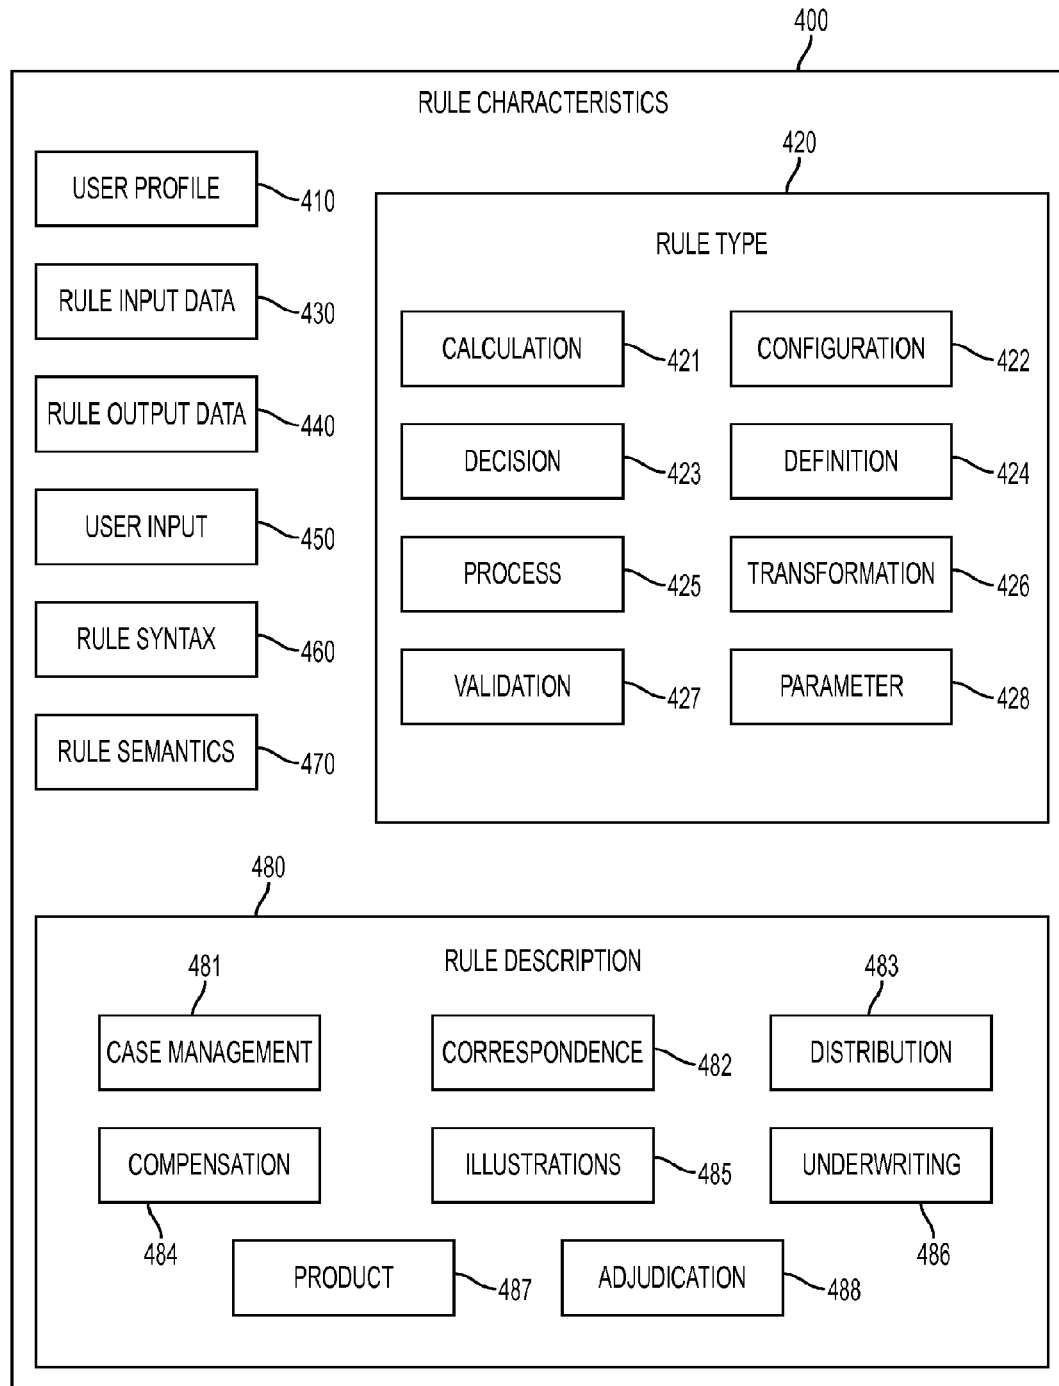 400
RULE CHARACTERISTICS
USER PROFILE
410
RULE INPUT DATA
430
RULE OUTPUT DATA
440
USER INPUT
450
RULE SYNTAX
460
RULE SEMANTICS
470
420
RULE TYPE
CALCULATION
421
CONFIGURATION
422
DECISION
423
DEFINITION
424
PROCESS
425
TRANSFORMATION
426
VALIDATION
427
PARAMETER
428
480
RULE DESCRIPTION
481
CASE MANAGEMENT
CORRESPONDENCE
482
483
DISTRIBUTION
COMPENSATION
484
ILLUSTRATIONS
485
UNDERWRITING
486
PRODUCT
487
ADJUDICATION
488